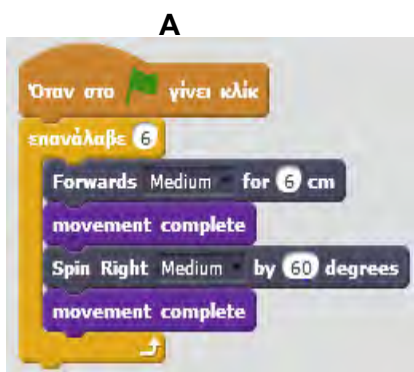 A
Όταν στο γίνει κλικ
επανάλαβε 6
Forwards Medium for 6 cm
movement complete
Spin Right Medium by 60 degrees
movement complete